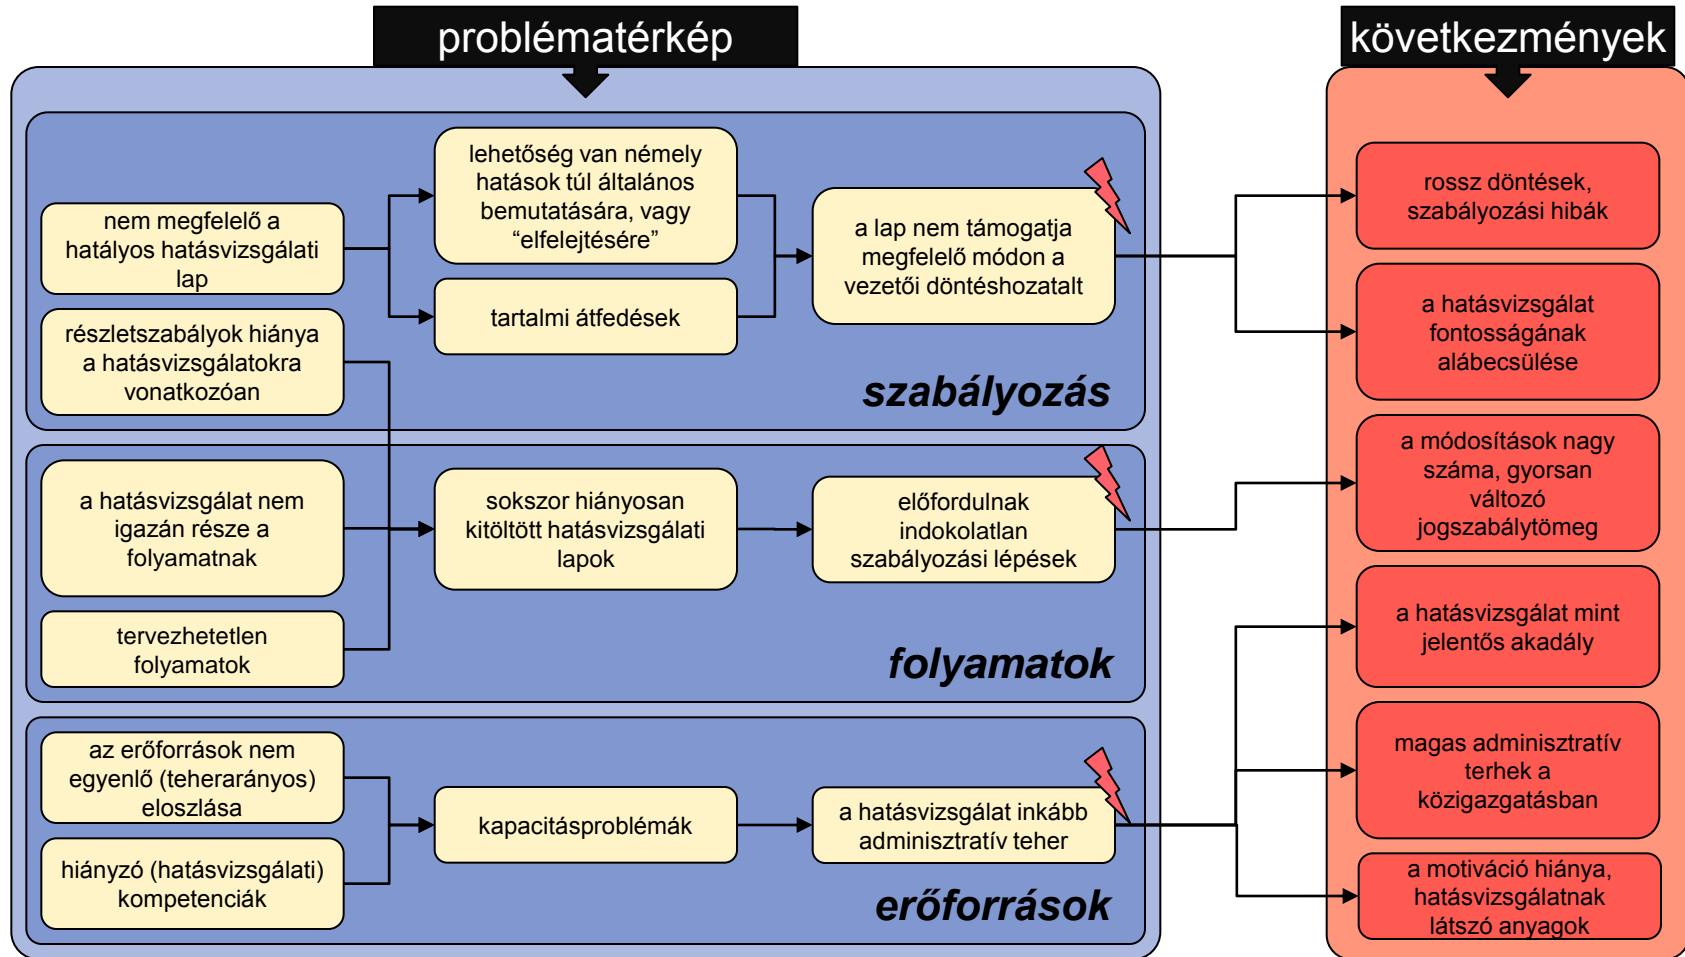 problématérkép
következmények
nem megfelelő a
hatályos hatásvizsgálati
lap
részletszabályok hiánya
a hatásvizsgálatokra
vonatkozóan
lehetőség van némely
hatások túl általános
bemutatására, vagy
“elfelejtésére”
tartalmi átfedések
a lap nem támogatja
megfelelő módon a
vezetői döntéshozatalt
szabályozás
a hatásvizsgálat nem
igazán része a
folyamatnak
tervezhetetlen
folyamatok
sokszor hiányosan
kitöltött hatásvizsgálati
lapok
előfordulnak
indokolatlan
szabályozási lépések
folyamatok
az erőforrások nem
egyenlő (teherarányos)
eloszlása
hiányzó (hatásvizsgálati)
kompetenciák
kapacitásproblémák
a hatásvizsgálat inkább
adminisztratív teher
erőforrások
rossz döntések,
szabályozási hibák
a hatásvizsgálat
fontosságának
alábecsülése
a módosítások nagy
száma, gyorsan
változó
jogszabálytömeg
a hatásvizsgálat mint
jelentős akadály
magas adminisztratív
terhek a
közigazgatásban
a motiváció hiánya,
hatásvizsgálatnak
látszó anyagok